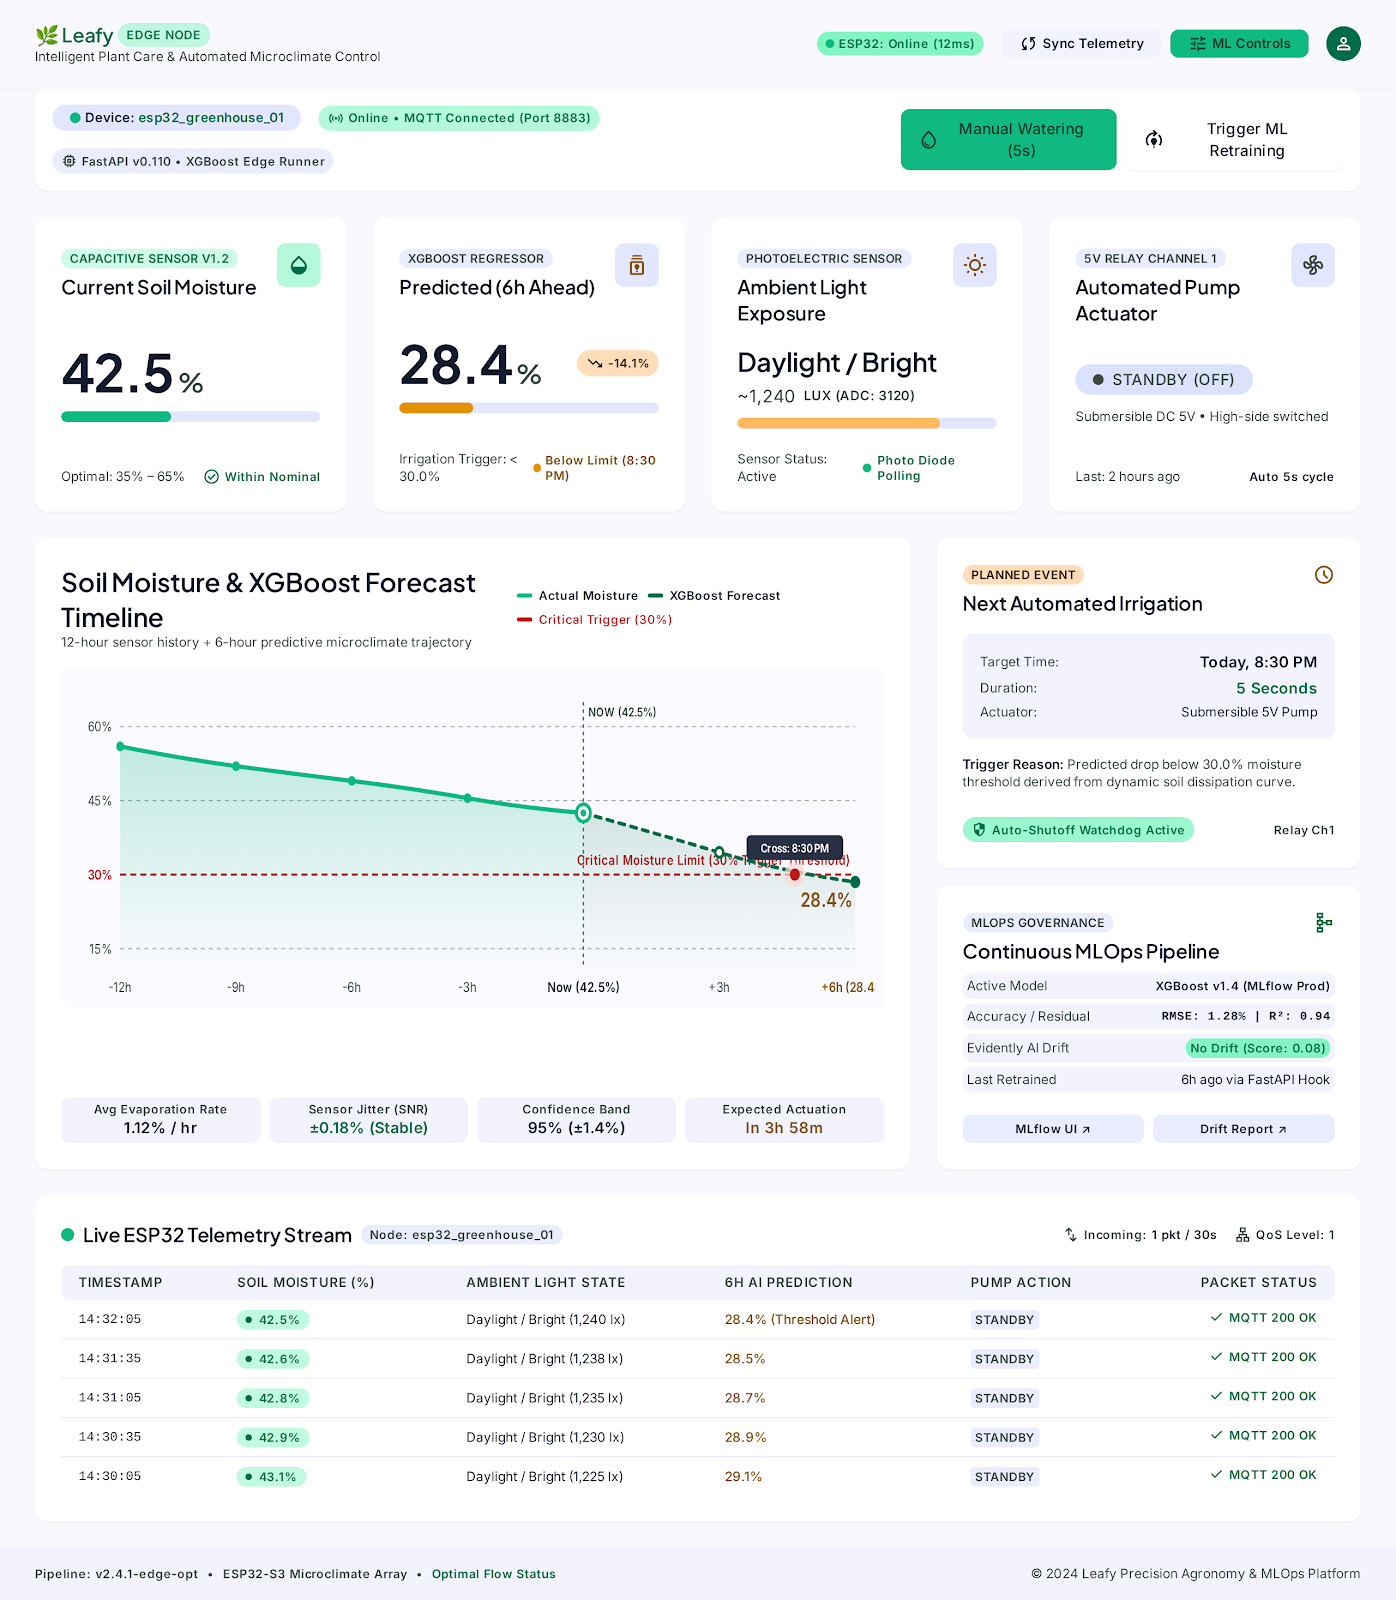 🌿 Leafy EDGE NODE
Intelligent Plant Care & Automated Microclimate Control
ESP32: Online (12ms)
Sync Telemetry
ML Controls
Device: esp32_greenhouse_01
Online • MQTT Connected (Port 8883)
FastAPI v0.110 • XGBoost Edge Runner
Manual Watering
(5s)
Trigger ML
Retraining
CAPACITIVE SENSOR V1.2
Current Soil Moisture
42.5 %
Optimal: 35% – 65%
Within Nominal
XGBOOST REGRESSOR
Predicted (6h Ahead)
28.4 %
-14.1%
Irrigation Trigger: <
30.0%
Below Limit (8:30
PM)
PHOTOELECTRIC SENSOR
Ambient Light
Exposure
Daylight / Bright
~1,240 LUX (ADC: 3120)
Sensor Status:
Active
Photo Diode
Polling
5V RELAY CHANNEL 1
Automated Pump
Actuator
STANDBY (OFF)
Submersible DC 5V • High-side switched
Last: 2 hours ago
Auto 5s cycle
Soil Moisture & XGBoost Forecast
Timeline
12-hour sensor history + 6-hour predictive microclimate trajectory
Actual Moisture
XGBoost Forecast
Critical Trigger (30%)
NOW (42.5%)
60%
45%
30%
15%
Cross: 8:30 PM
Critical Moisture Limit (30% Trigger Threshold)
28.4%
-12h
-9h
-6h
-3h
Now (42.5%)
+3h
+6h (28.4
Avg Evaporation Rate
1.12% / hr
Sensor Jitter (SNR)
±0.18% (Stable)
Confidence Band
95% (±1.4%)
Expected Actuation
In 3h 58m
PLANNED EVENT
Next Automated Irrigation
Target Time: Today, 8:30 PM
Duration: 5 Seconds
Actuator: Submersible 5V Pump
Trigger Reason: Predicted drop below 30.0% moisture
threshold derived from dynamic soil dissipation curve.
Auto-Shutoff Watchdog Active
Relay Ch1
MLOPS GOVERNANCE
Continuous MLOps Pipeline
Active Model XGBoost v1.4 (MLflow Prod)
Accuracy / Residual RMSE: 1.28% | R²: 0.94
Evidently AI Drift No Drift (Score: 0.08)
Last Retrained 6h ago via FastAPI Hook
MLflow UI ↗
Drift Report ↗
Live ESP32 Telemetry Stream Node: esp32_greenhouse_01
Incoming: 1 pkt / 30s
QoS Level: 1
TIMESTAMP SOIL MOISTURE (%) AMBIENT LIGHT STATE 6H AI PREDICTION PUMP ACTION PACKET STATUS
14:32:05 • 42.5% Daylight / Bright (1,240 lx) 28.4% (Threshold Alert) STANDBY ✓ MQTT 200 OK
14:31:35 • 42.6% Daylight / Bright (1,238 lx) 28.5% STANDBY ✓ MQTT 200 OK
14:31:05 • 42.8% Daylight / Bright (1,235 lx) 28.7% STANDBY ✓ MQTT 200 OK
14:30:35 • 42.9% Daylight / Bright (1,230 lx) 28.9% STANDBY ✓ MQTT 200 OK
14:30:05 • 43.1% Daylight / Bright (1,225 lx) 29.1% STANDBY ✓ MQTT 200 OK
Pipeline: v2.4.1-edge-opt • ESP32-S3 Microclimate Array • Optimal Flow Status
© 2024 Leafy Precision Agronomy & MLOps Platform